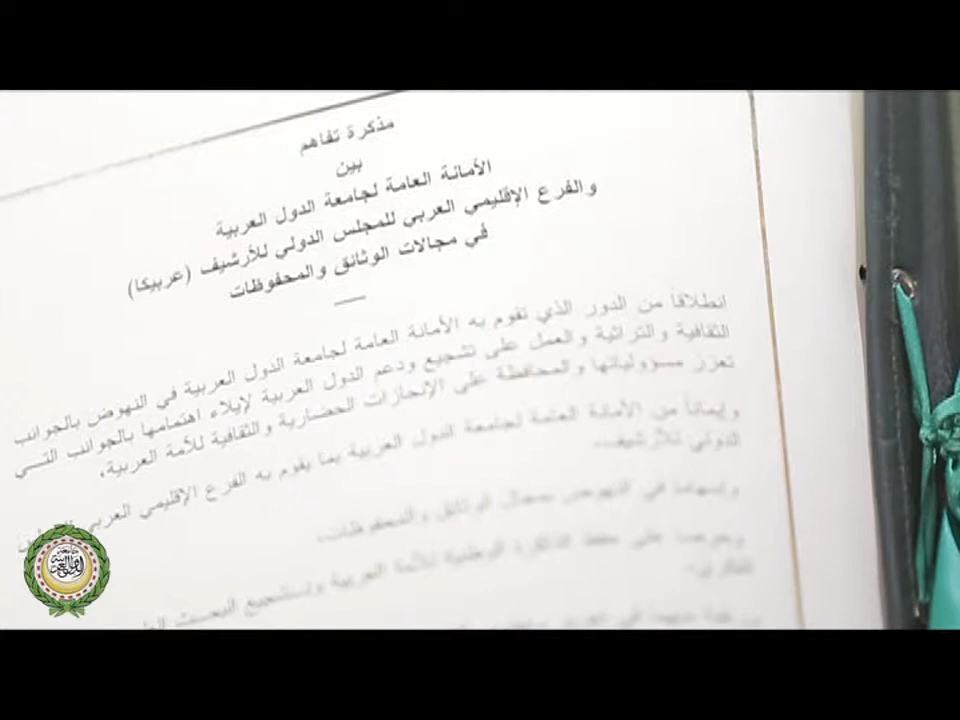 مذكرة تفاهم
بين
الأمانة العامة لجامعة الدول العربية
والفرع الإقليمي العربي للمجلس الدولي للأرشيف (عربيكا)
في مجالات الوثائق والمحفوظات
انطلاقاً من الدور الذي تقوم به الأمانة العامة لجامعة الدول العربية في النهوض بالجوانب
الثقافية والتراثية والعمل على تشجيع ودعم الدول العربية لإيلاء اهتمامها بالجوانب التـــي
تعزز مسؤولياتها والمحافظة على الإنجازات الحضارية والثقافية للأمة العربية،
وإيماناً من الأمانة العامة لجامعة الدول العربية بما يقوم به الفرع الإقليمي العربي
الدولي للأرشيف
وإسهاما في النهوض بمجال الوثائق والمحفوظات،
وحرصا على حفظ الذاكرة الوطنية للأمة العربية وتشجيع البحث